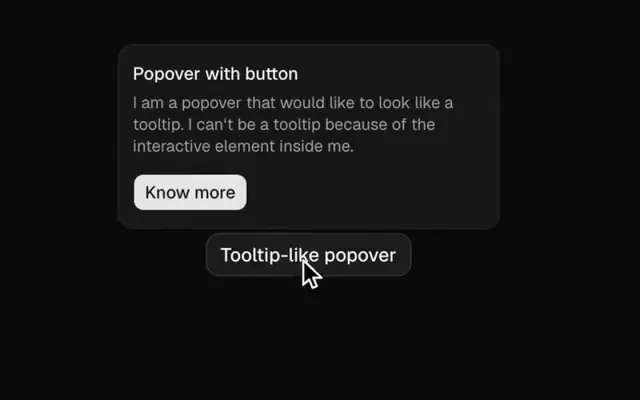 Popover with button
I am a popover that would like to look like a
tooltip. I can't be a tooltip because of the
interactive element inside me.
Know more
Tooltip-like popover